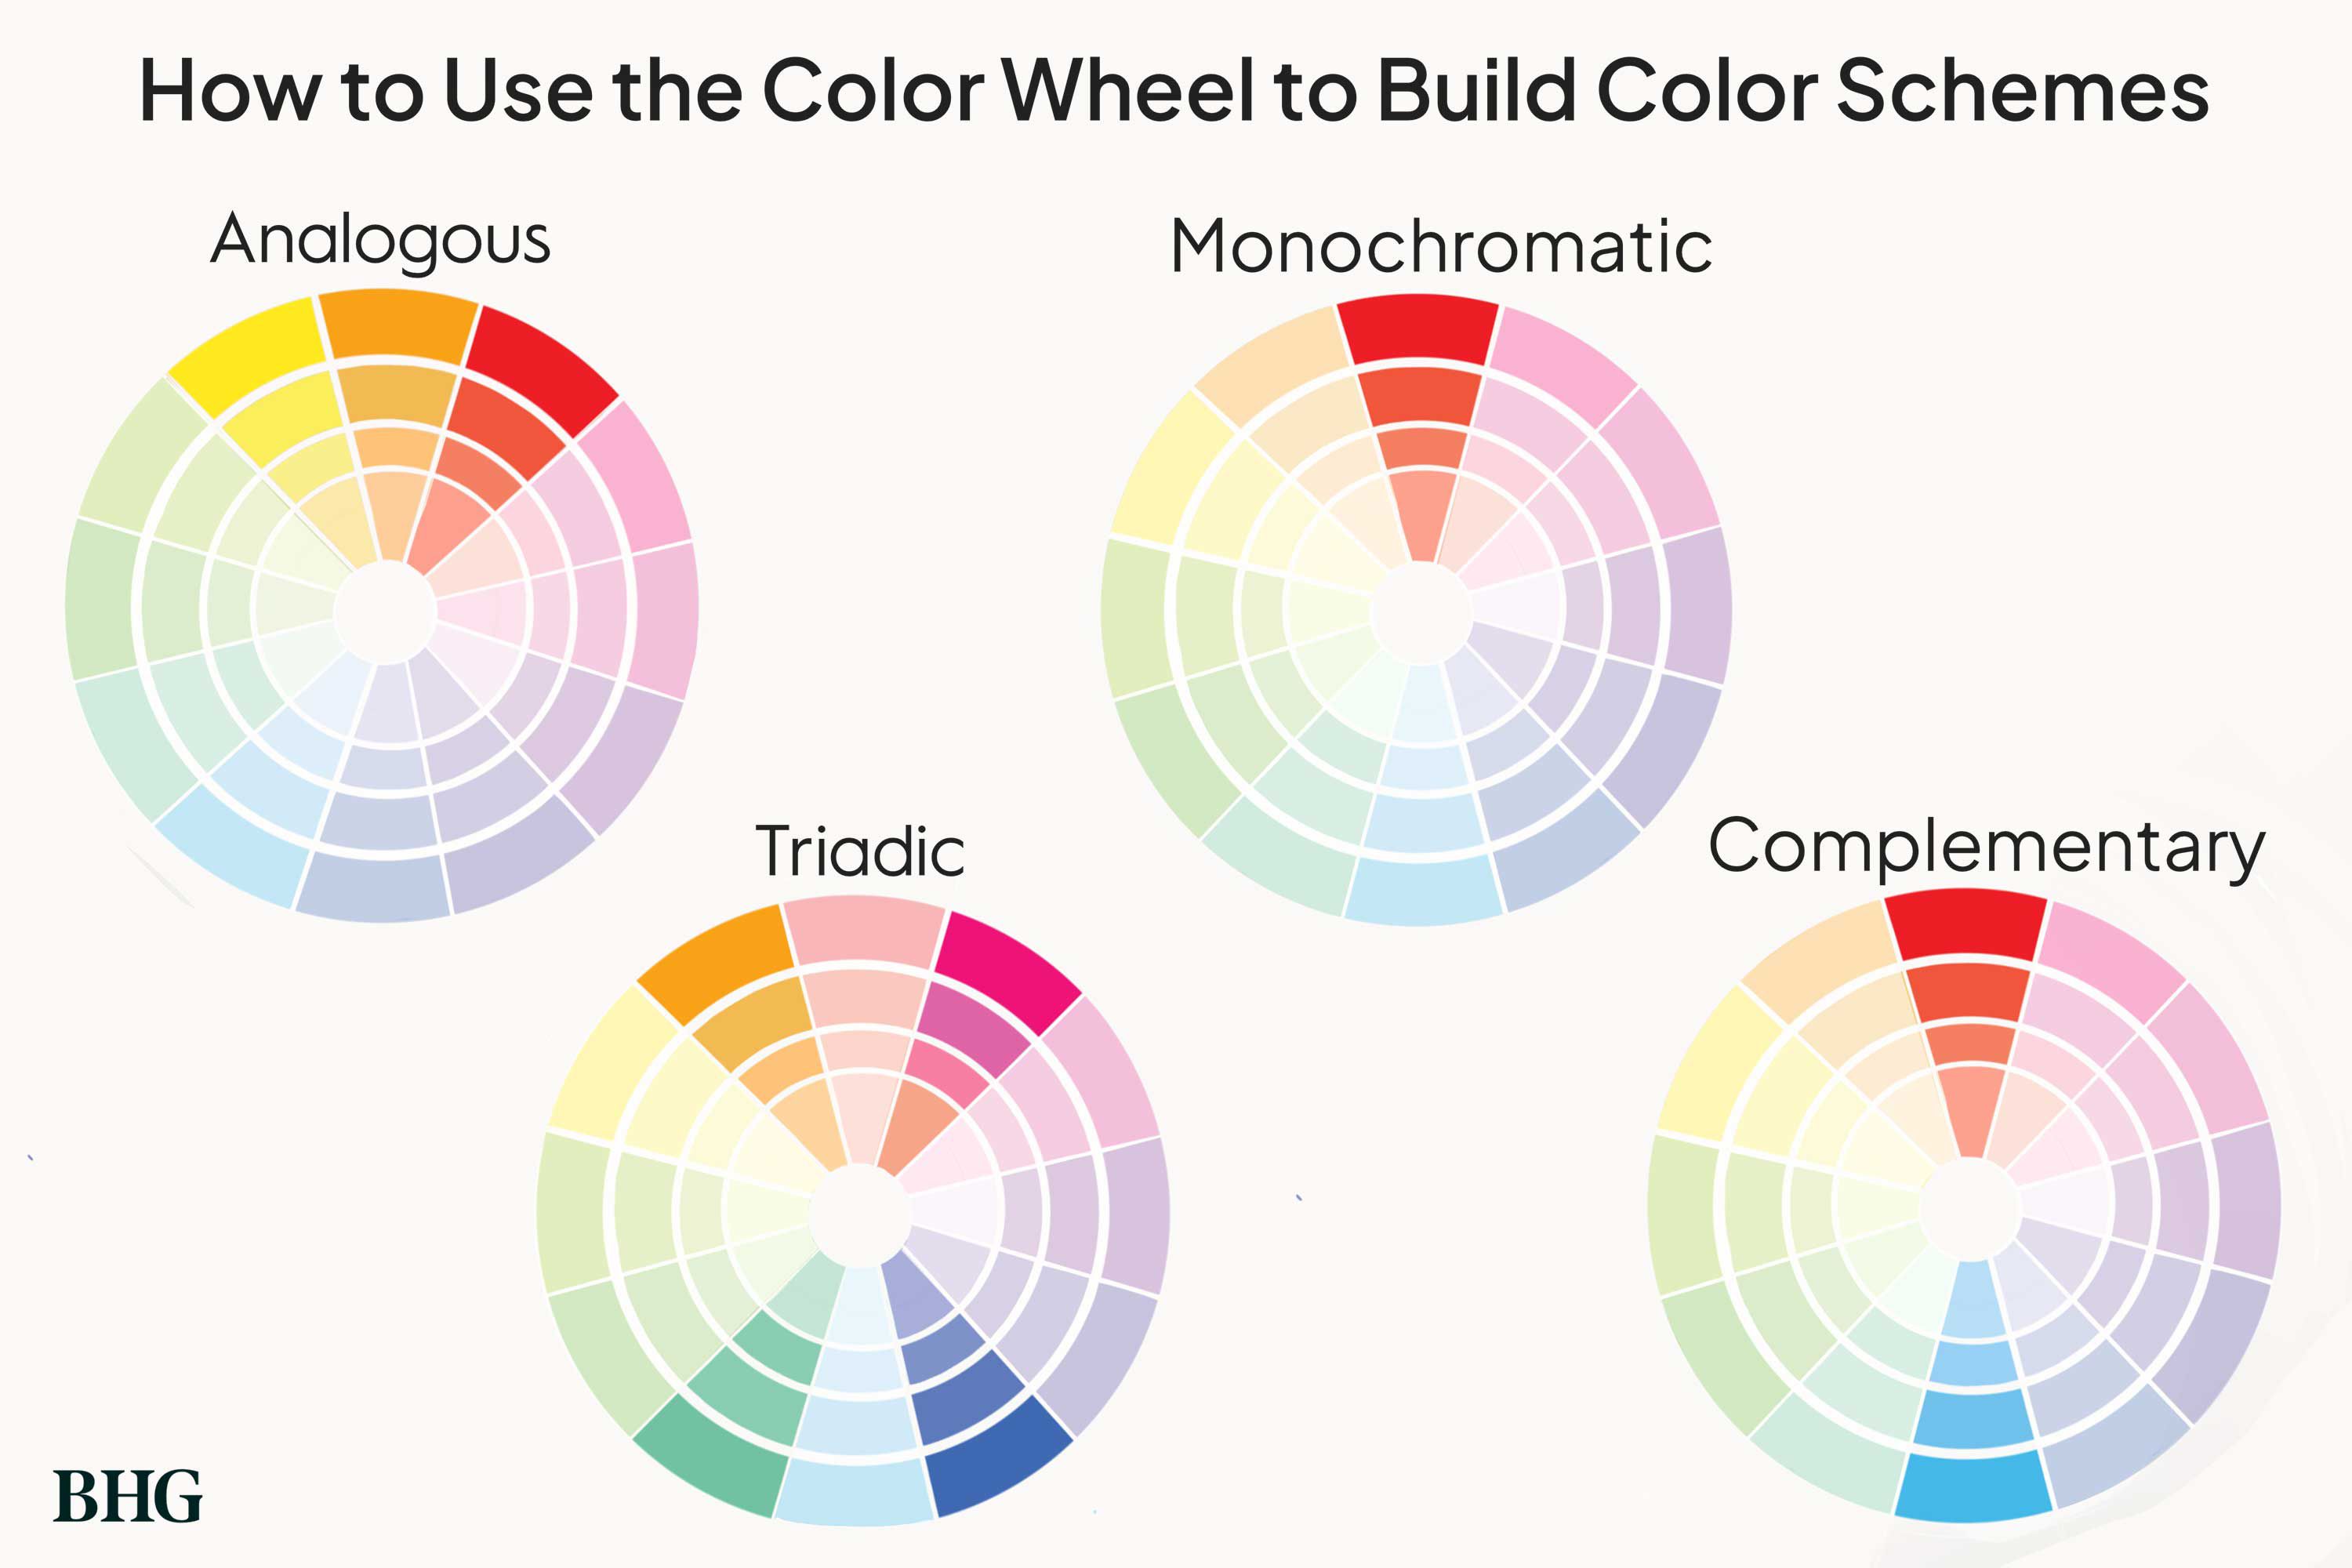 How to Use the Color Wheel to Build Color Schemes
Analogous
Monochromatic
Triadic
Complementary
BHG